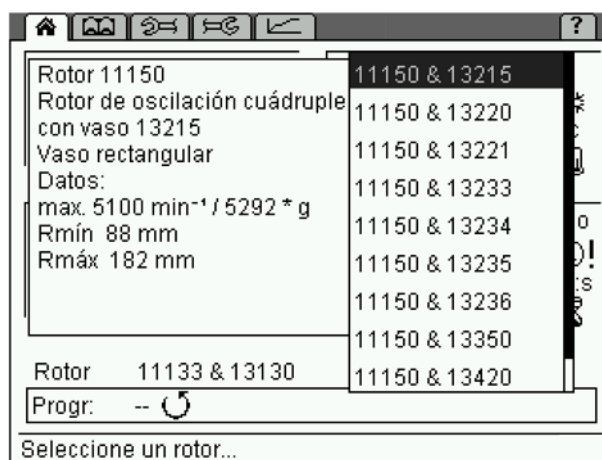 ?
Rotor 11150
Rotor de oscilación cuádruple
con vaso 13215
Vaso rectangular
Datos:
max. 5100 min⁻¹ / 5292 * g
Rmín 88 mm
Rmáx 182 mm
11150 & 13215
11150 & 13220
11150 & 13221
11150 & 13233
11150 & 13234
11150 & 13235
11150 & 13236
11150 & 13350
11150 & 13420
Rotor 11133 & 13130
Progr: --
Seleccione un rotor...